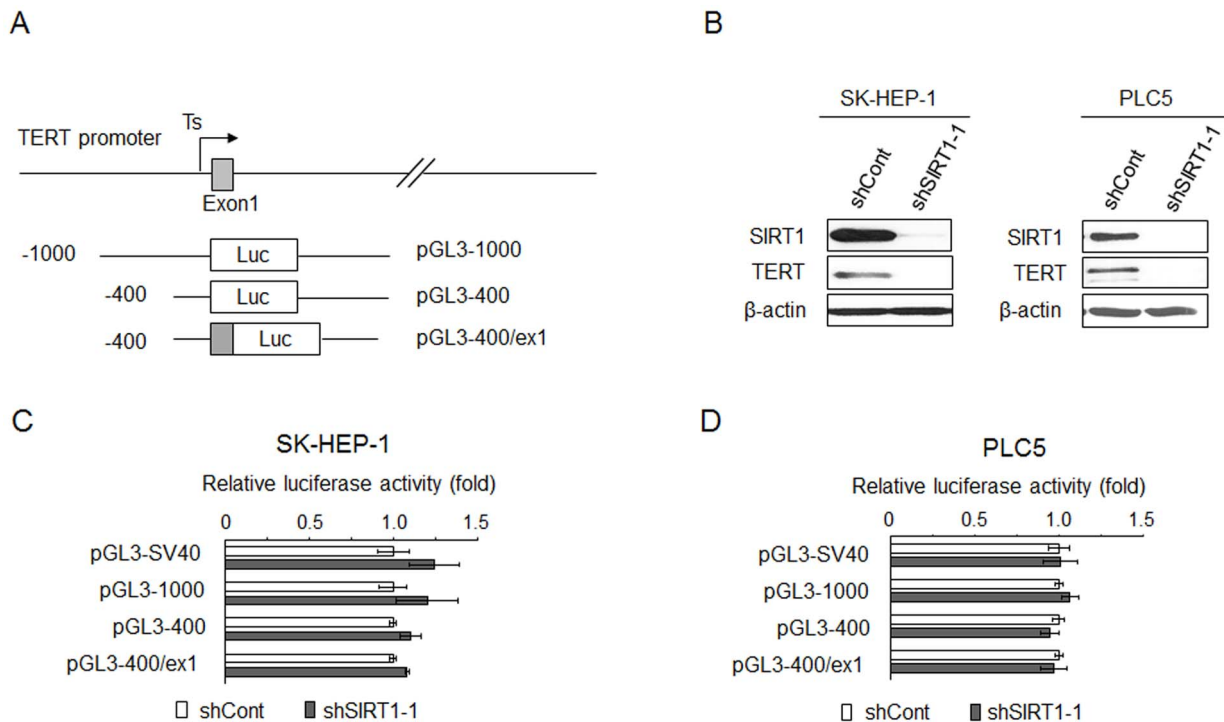 A
TERT promoter
Ts
Exon1
-1000 Luc pGL3-1000
-400 Luc pGL3-400
-400 Luc pGL3-400/ex1
B
SK-HEP-1
shCont shSIRT1-1
SIRT1
TERT
β-actin
PLC5
shCont shSIRT1-1
SIRT1
TERT
β-actin
C
SK-HEP-1
Relative luciferase activity (fold)
0 0.5 1.0 1.5
pGL3-SV40
pGL3-1000
pGL3-400
pGL3-400/ex1
shCont shSIRT1-1
D
PLC5
Relative luciferase activity (fold)
0 0.5 1.0 1.5
pGL3-SV40
pGL3-1000
pGL3-400
pGL3-400/ex1
shCont shSIRT1-1